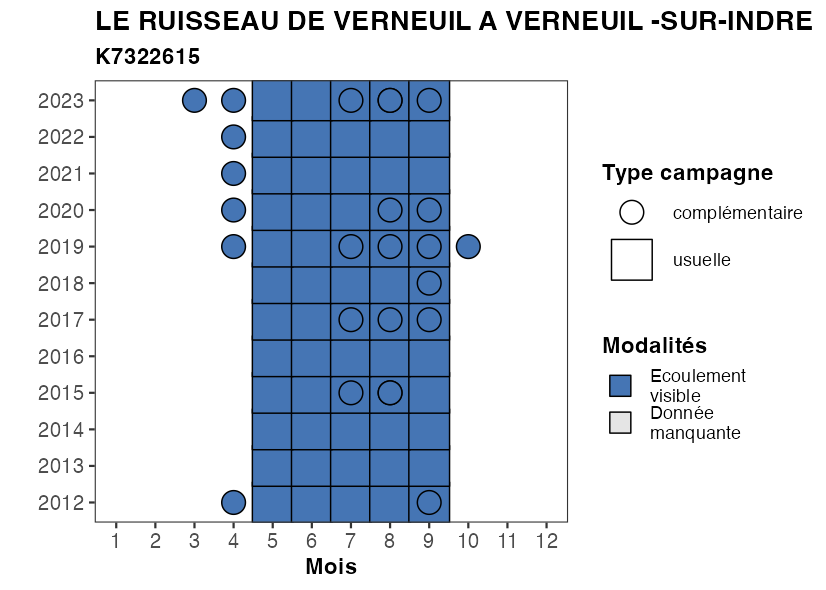 LE RUISSEAU DE VERNEUIL A VERNEUIL -SUR-INDRE
K7322615
2023
2022
2021
2020
2019
2018
2017
2016
2015
2014
2013
2012
1 2 3 4 5 6 7 8 9 10 11 12
Mois
Type campagne
complémentaire
usuelle
Modalités
Ecoulement
visible
Donnée
manquante